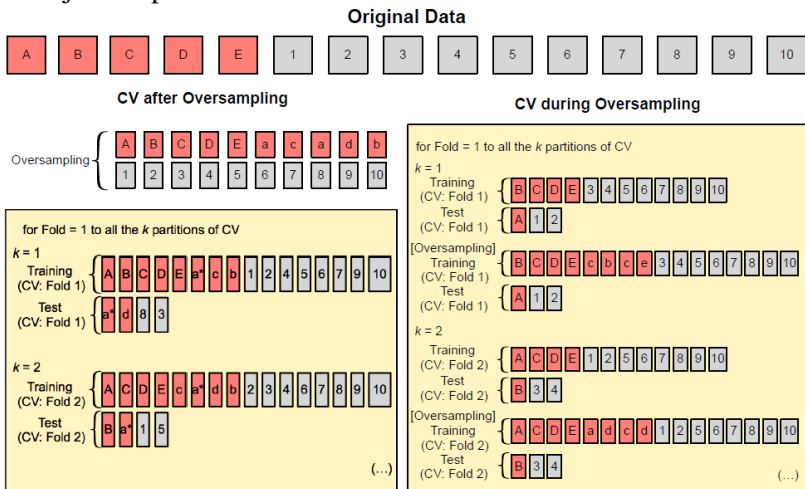 Original Data
A B C D E 1 2 3 4 5 6 7 8 9 10
CV after Oversampling
Oversampling
A B C D E a c a d b
1 2 3 4 5 6 7 8 9 10
for Fold = 1 to all the k partitions of CV
k = 1
Training
(CV: Fold 1)
A B C D E a* c b 1 2 4 5 6 7 9 10
Test
(CV: Fold 1)
a* d 8 3
k = 2
Training
(CV: Fold 2)
A C D E c a* d b 2 3 4 6 7 8 9 10
Test
(CV: Fold 2)
B a* 1 5
(...)
CV during Oversampling
for Fold = 1 to all the k partitions of CV
k = 1
Training
(CV: Fold 1)
B C D E 3 4 5 6 7 8 9 10
Test
(CV: Fold 1)
A 1 2
[Oversampling]
Training
(CV: Fold 1)
B C D E c b c e 3 4 5 6 7 8 9 10
Test
(CV: Fold 1)
A 1 2
k = 2
Training
(CV: Fold 2)
A C D E 1 2 5 6 7 8 9 10
Test
(CV: Fold 2)
B 3 4
[Oversampling]
Training
(CV: Fold 2)
A C D E a d c d 1 2 5 6 7 8 9 10
Test
(CV: Fold 2)
B 3 4
(...)